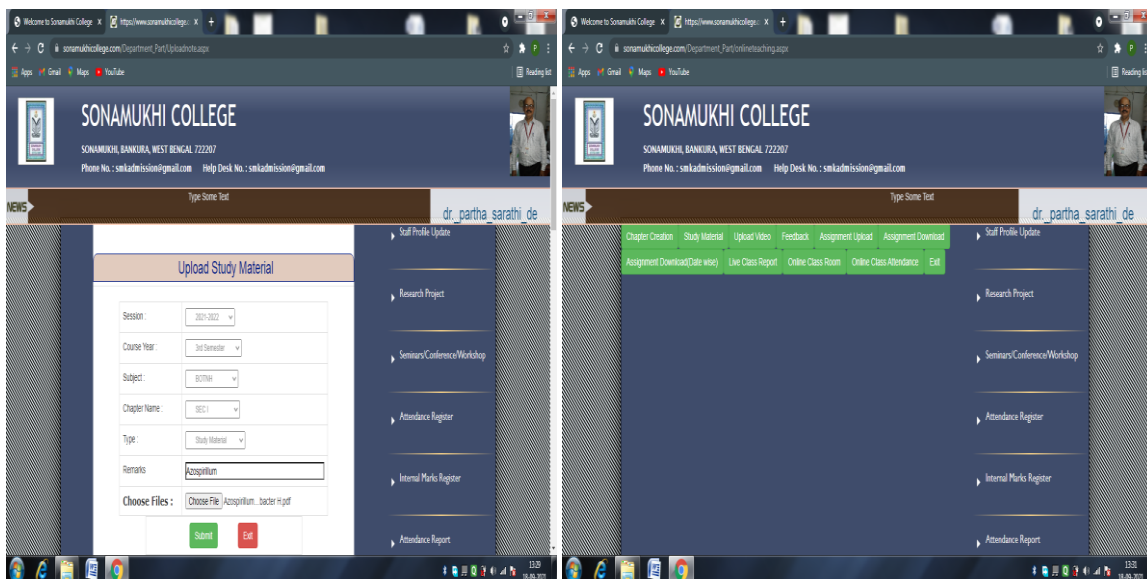 Welcome to Sonamukhi College
https://www.sonamukhicollege.c
sonamukhicollege.com/Department_Part/Uploadnote.aspx
Apps Gmail Maps YouTube
Reading list
SONAMUKHI COLLEGE
SONAMUKHI, BANKURA, WEST BENGAL 722207
Phone No. : smkadmission@gmail.com Help Desk No. : smkadmission@gmail.com
Type Some Text
NEWS
dr._partha_sarathi_de
Upload Study Material
Session :
2021-2022
Course Year :
3rd Semester
Subject :
BOTNH
Chapter Name :
SEC I
Type :
Study Material
Remarks
Azospirillum
Choose Files :
Choose File Azospirillum...bacter H.pdf
Submit Exit
Staff Profile Update
Research Project
Seminars/Conference/Workshop
Attendance Register
Internal Marks Register
Attendance Report
13:29
Welcome to Sonamukhi College
https://www.sonamukhicollege.c
sonamukhicollege.com/Department_Part/onlineteaching.aspx
Apps Gmail Maps YouTube
Reading list
SONAMUKHI COLLEGE
SONAMUKHI, BANKURA, WEST BENGAL 722207
Phone No. : smkadmission@gmail.com Help Desk No. : smkadmission@gmail.com
Type Some Text
NEWS
dr._partha_sarathi_de
Chapter Creation Study Material Upload Video Feedback Assignment Upload Assignment Download
Assignment Download(Date wise) Live Class Report Online Class Room Online Class Attendance Exit
Staff Profile Update
Research Project
Seminars/Conference/Workshop
Attendance Register
Internal Marks Register
Attendance Report
13:31